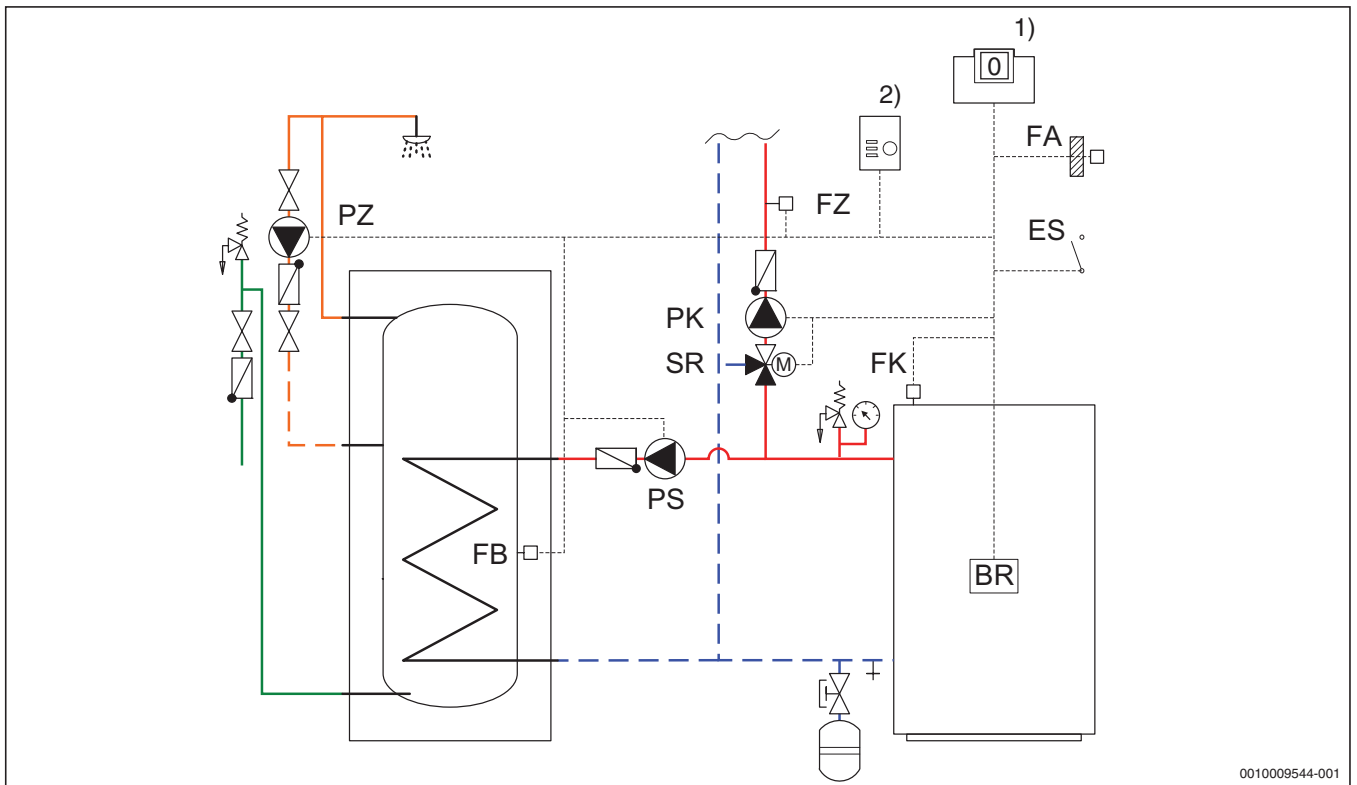 1)
0
2)
FA
FZ
PZ
ES
PK
SR
M
FK
PS
FB
BR
0010009544-001